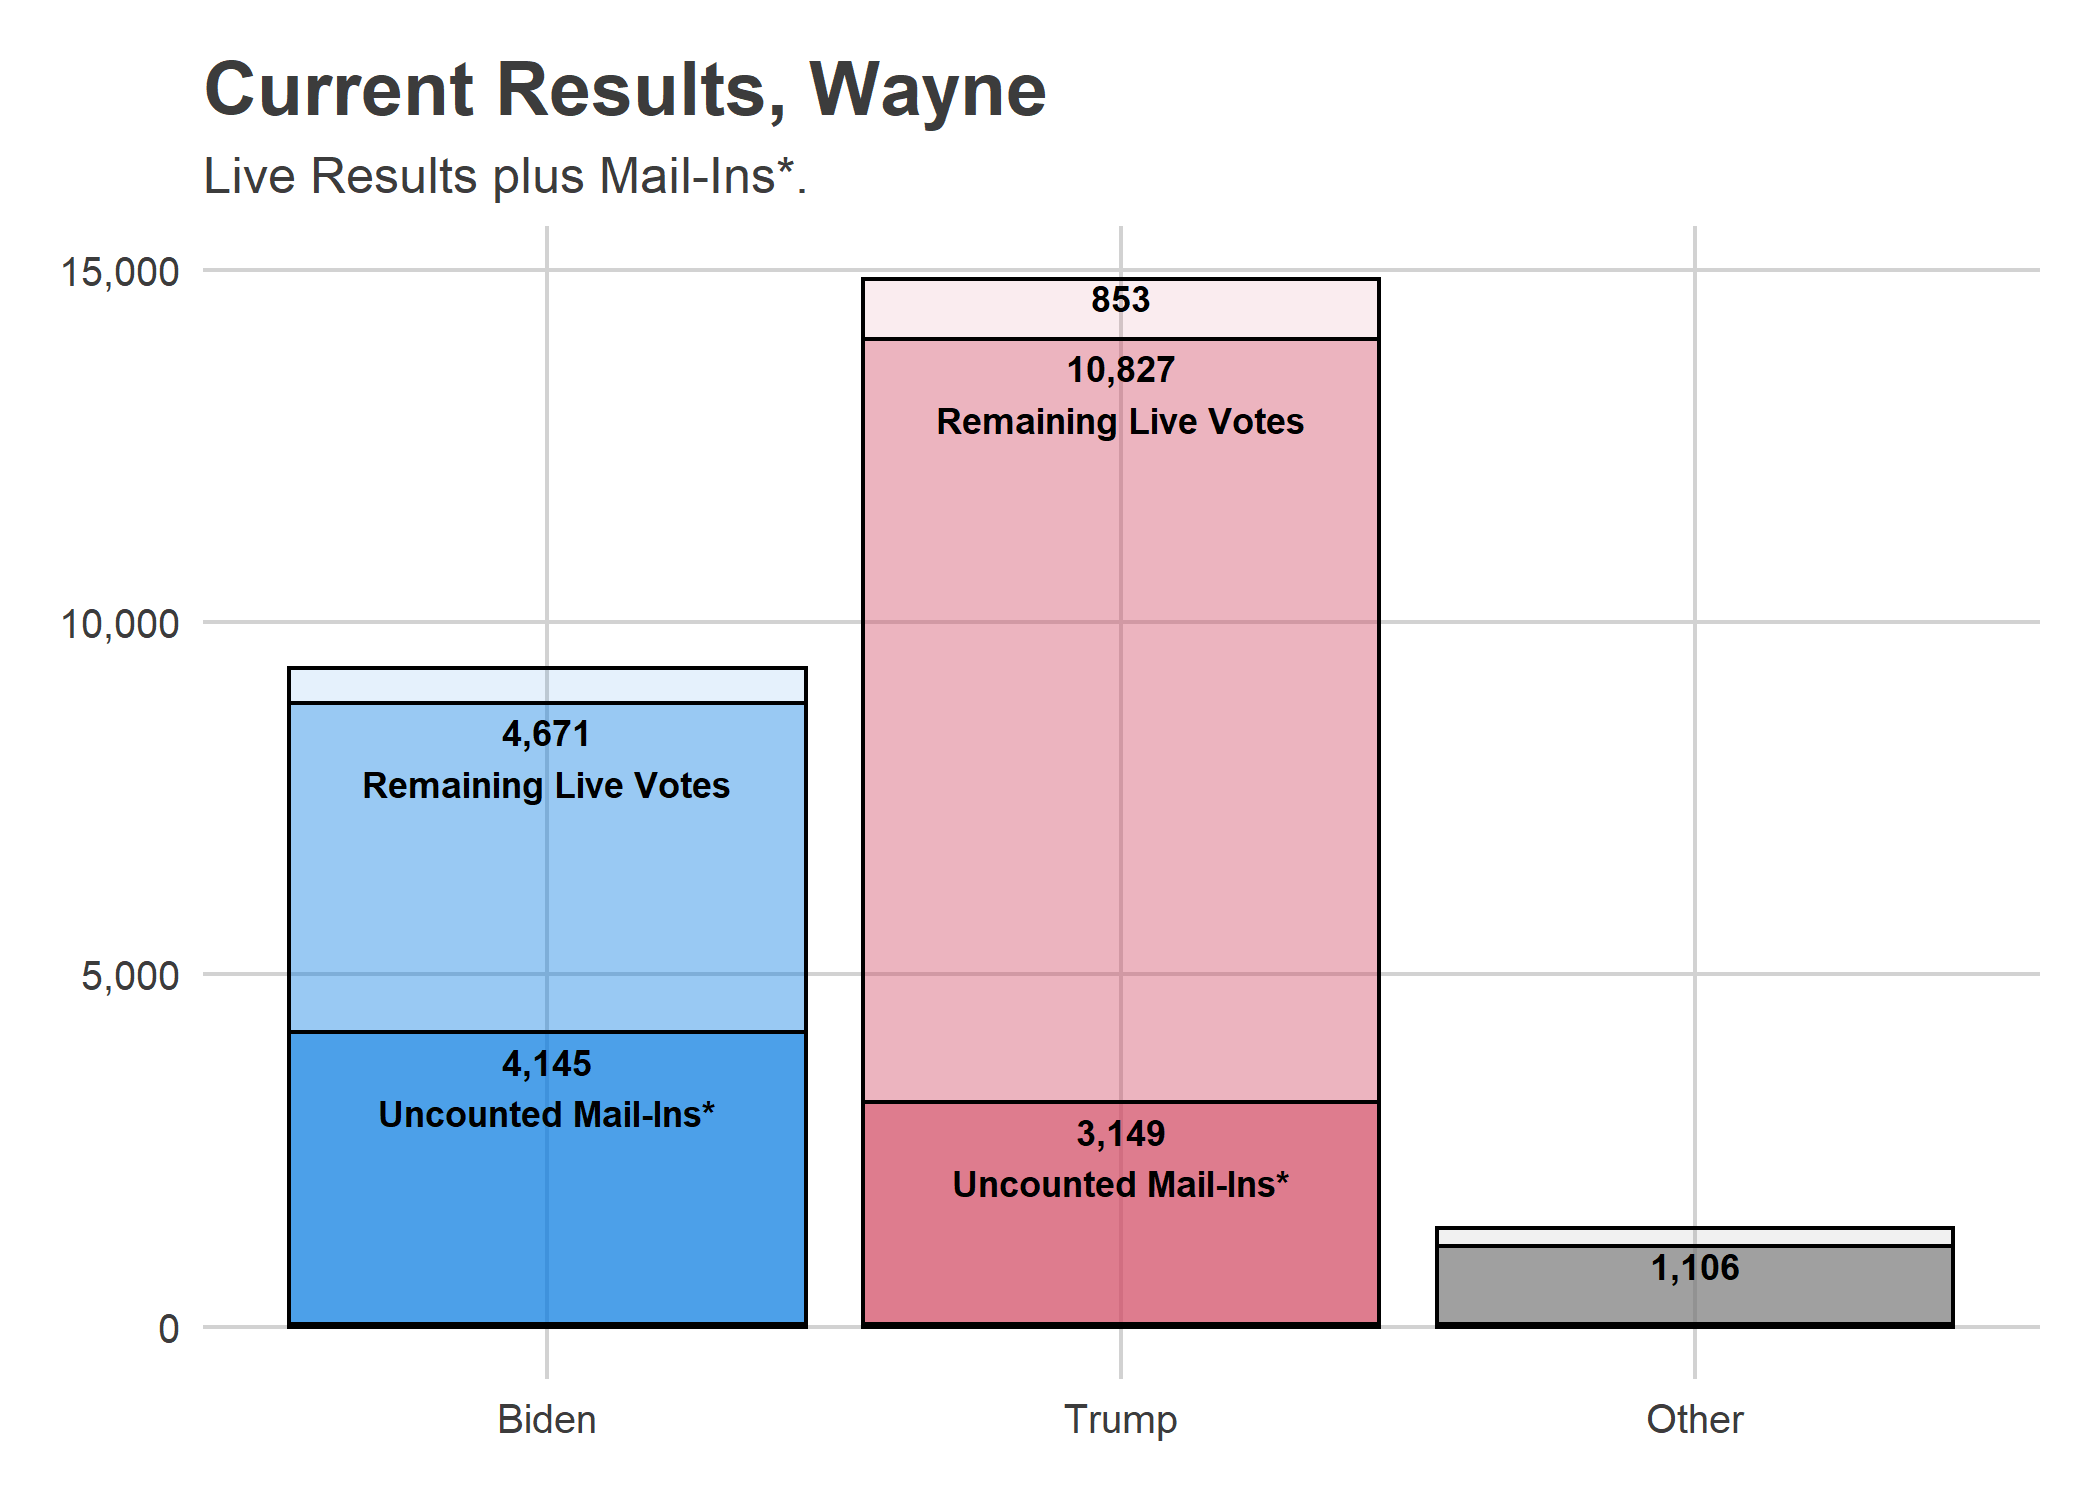 Current Results, Wayne
Live Results plus Mail-Ins*.
15,000
10,000
5,000
0
4,671
Remaining Live Votes
4,145
Uncounted Mail-Ins*
853
10,827
Remaining Live Votes
3,149
Uncounted Mail-Ins*
1,106
Biden
Trump
Other